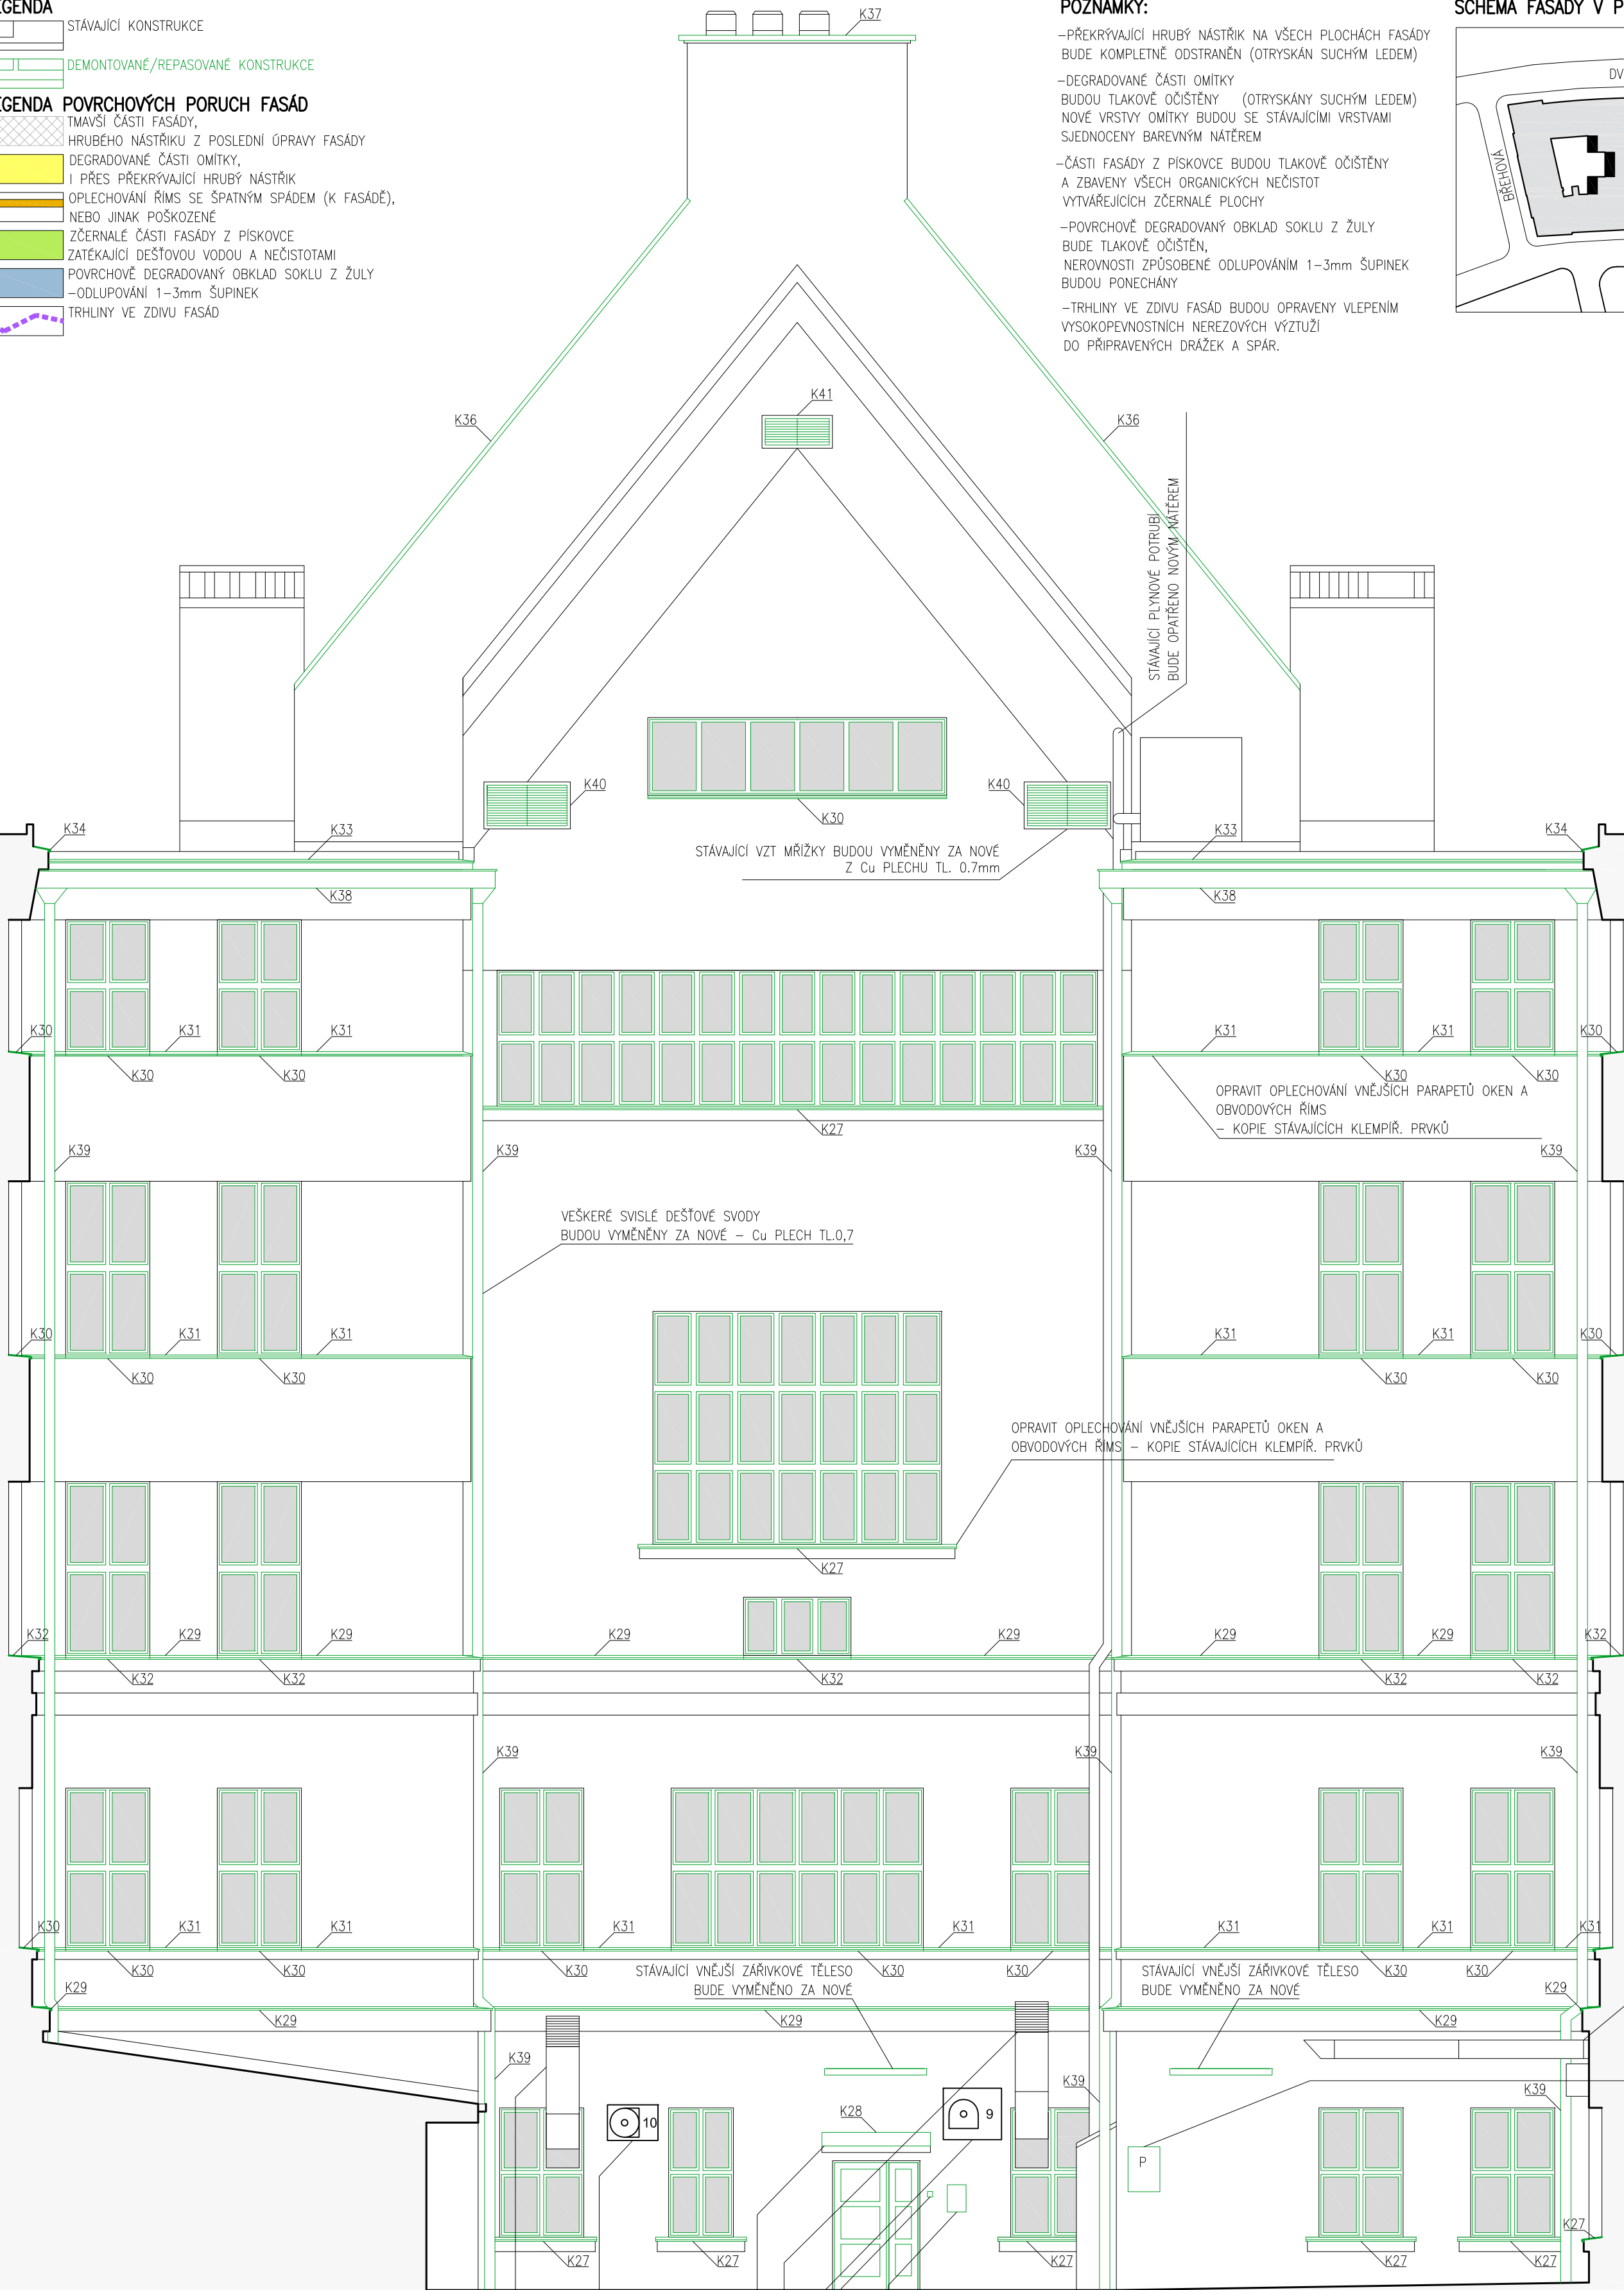 STÁVAJÍCÍ KONSTRUKCE
DEMONTOVANÉ/REPASOVANÉ KONSTRUKCE
POVRCHOVÝCH PORUCH FASÁD
TMAVŠÍ ČÁSTI FASÁDY,
HRUBÉHO NÁSTŘIKU Z POSLEDNÍ ÚPRAVY FASÁDY
DEGRADOVANÉ ČÁSTI OMÍTKY,
I PŘES PŘEKRÝVAJÍCÍ HRUBÝ NÁSTŘIK
OPLECHOVÁNÍ ŘÍMS SE ŠPATNÝM SPÁDEM (K FASÁDĚ),
NEBO JINAK POŠKOZENÉ
ZČERNALÉ ČÁSTI FASÁDY Z PÍSKOVCE
ZATÉKAJÍCÍ DEŠŤOVOU VODOU A NEČISTOTAMI
POVRCHOVĚ DEGRADOVANÝ OBKLAD SOKLU Z ŽULY
-ODLUPOVÁNÍ 1-3mm ŠUPINEK
TRHLINY VE ZDIVU FASÁD
K37
POZNÁMKY:
-PŘEKRÝVAJÍCÍ HRUBÝ NÁSTŘIK NA VŠECH PLOCHÁCH FASÁDY
BUDE KOMPLETNĚ ODSTRANĚN (OTRYSKÁN SUCHÝM LEDEM)
-DEGRADOVANÉ ČÁSTI OMÍTKY
BUDOU TLAKOVĚ OČIŠTĚNY (OTRYSKÁNY SUCHÝM LEDEM)
NOVÉ VRSTVY OMÍTKY BUDOU SE STÁVAJÍCÍMI VRSTVAMI
SJEDNOCENY BAREVNÝM NÁTĚREM
-ČÁSTI FASÁDY Z PÍSKOVCE BUDOU TLAKOVĚ OČIŠTĚNY
A ZBAVENY VŠECH ORGANICKÝCH NEČISTOT
VYTVÁŘEJÍCÍCH ZČERNALÉ PLOCHY
-POVRCHOVĚ DEGRADOVANÝ OBKLAD SOKLU Z ŽULY
BUDE TLAKOVĚ OČIŠTĚN,
NEROVNOSTI ZPŮSOBENÉ ODLUPOVÁNÍM 1-3mm ŠUPINEK
BUDOU PONECHÁNY
-TRHLINY VE ZDIVU FASÁD BUDOU OPRAVENY VLEPENÍM
VYSOKOPEVNOSTNÍCH NEREZOVÝCH VÝZTUŽÍ
DO PŘIPRAVENÝCH DRÁŽEK A SPÁR.
SCHÉMA FASÁDY V
BŘEHOVÁ
K41
K36 K36
STÁVAJÍCÍ PLYNOVÉ POTRUBÍ
BUDE OPATŘENO NOVÝM NÁTĚREM
K40 K40
K30
K34 K33 K33 K34
STÁVAJÍCÍ VZT MŘÍŽKY BUDOU VYMĚNĚNY ZA NOVÉ
Z Cu PLECHU TL. 0.7mm
K38 K38
K30 K31 K31 K31 K31 K30
K30 K30 K30 K30
OPRAVIT OPLECHOVÁNÍ VNĚJŠÍCH PARAPETŮ OKEN A
OBVODOVÝCH ŘÍMS
- KOPIE STÁVAJÍCÍCH KLEMPÍŘ. PRVKŮ
K27
K39 K39 K39 K39
VEŠKERÉ SVISLÉ DEŠŤOVÉ SVODY
BUDOU VYMĚNĚNY ZA NOVÉ - Cu PLECH TL.0,7
K30 K31 K31 K31 K31 K30
K30 K30 K30 K30
OPRAVIT OPLECHOVÁNÍ VNĚJŠÍCH PARAPETŮ OKEN A
OBVODOVÝCH ŘÍMS - KOPIE STÁVAJÍCÍCH KLEMPÍŘ. PRVKŮ
K27
K32 K29 K29 K29 K29 K29 K29 K32
K32 K32 K32 K32 K32
K39 K39 K39
K30 K31 K31 K31 K31 K31 K31 K31
K30 K30 K30 K30 K30 K30 K30
STÁVAJÍCÍ VNĚJŠÍ ZÁŘIVKOVÉ TĚLESO
BUDE VYMĚNĚNO ZA NOVÉ
STÁVAJÍCÍ VNĚJŠÍ ZÁŘIVKOVÉ TĚLESO
BUDE VYMĚNĚNO ZA NOVÉ
K29 K29
K29 K29 K29
K39 K39 K39
K28
10
9
P
K27
K27 K27 K27 K27 K27